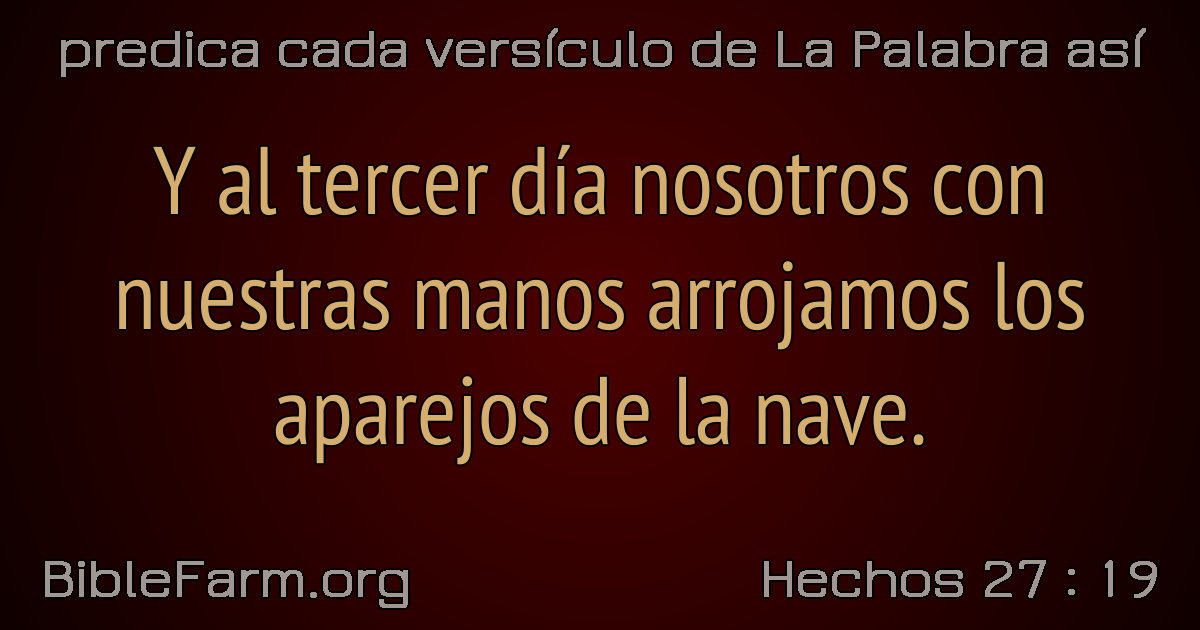 predica cada versículo de La Palabra así
Y al tercer día nosotros con
nuestras manos arrojamos los
aparejos de la nave.
BibleFarm.org
Hechos 27 : 19